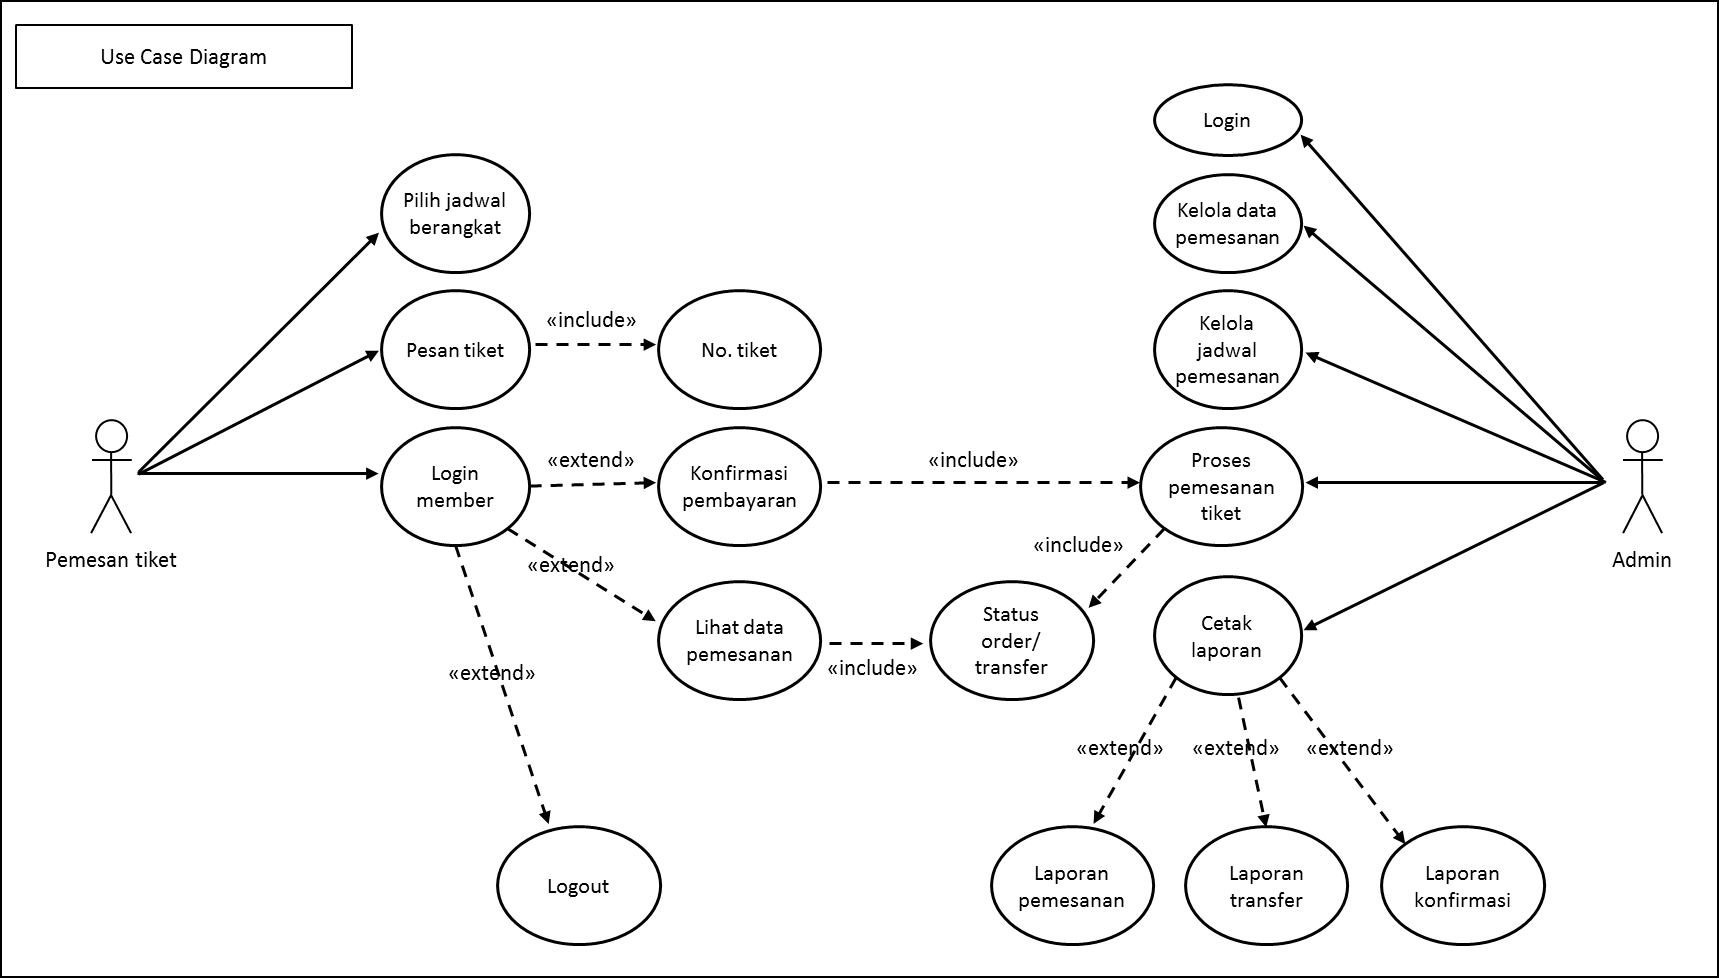 Use Case Diagram
Login
Pilih jadwal
berangkat
Kelola data
pemesanan
Pesan tiket
«include»
No. tiket
Kelola
jadwal
pemesanan
Login
member
«extend»
Konfirmasi
pembayaran
«include»
Proses
pemesanan
tiket
Pemesan tiket
Admin
«extend»
«include»
Lihat data
pemesanan
«include»
Status
order/
transfer
Cetak
laporan
«extend»
«extend»
«extend»
«extend»
Logout
Laporan
pemesanan
Laporan
transfer
Laporan
konfirmasi